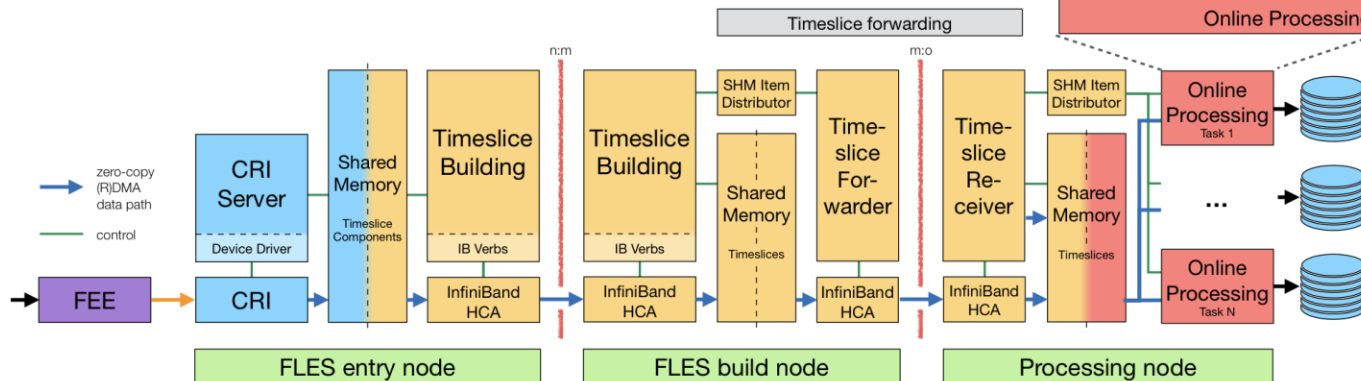 Timeslice forwarding
Online Processing
n:m
m:o
zero-copy
(R)DMA
data path
control
FEE
CRI
Server
Device Driver
CRI
Shared
Memory
Timeslice
Components
Timeslice
Building
IB Verbs
InfiniBand
HCA
Timeslice
Building
IB Verbs
InfiniBand
HCA
SHM Item
Distributor
Shared
Memory
Timeslices
Time-
slice
For-
warder
InfiniBand
HCA
Time-
slice
Re-
ceiver
InfiniBand
HCA
SHM Item
Distributor
Shared
Memory
Timeslices
Online
Processing
Task 1
...
Online
Processing
Task N
FLES entry node
FLES build node
Processing node